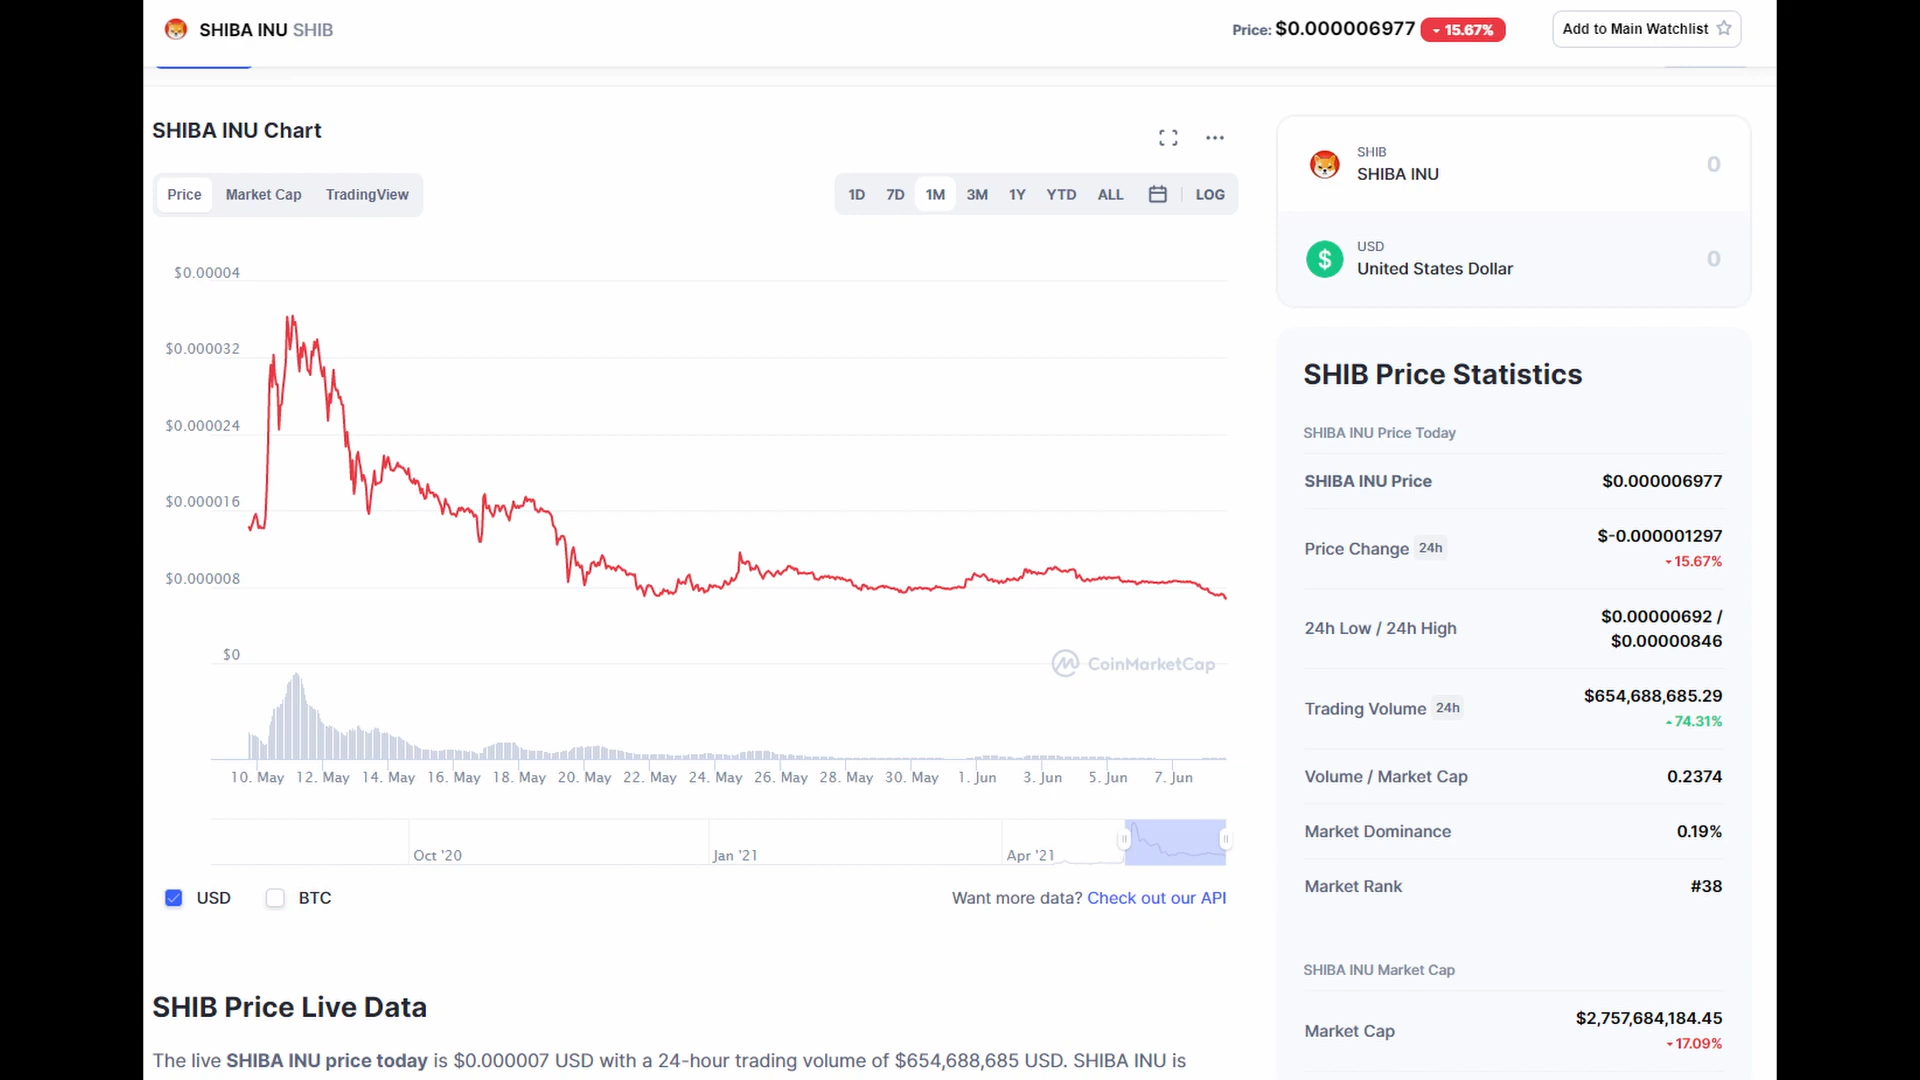 SHIBA INU SHIB
Price: $0.000006977 15.67%
Add to Main Watchlist
SHIBA INU Chart
Price Market Cap TradingView
1D 7D 1M 3M 1Y YTD ALL LOG
$0.00004
$0.000032
$0.000024
$0.000016
$0.000008
$0
CoinMarketCap
10. May 12. May 14. May 16. May 18. May 20. May 22. May 24. May 26. May 28. May 30. May 1. Jun 3. Jun 5. Jun 7. Jun
Oct '20 Jan '21 Apr '21
USD BTC
Want more data? Check out our API
SHIB Price Live Data
The live SHIBA INU price today is $0.000007 USD with a 24-hour trading volume of $654,688,685 USD. SHIBA INU is
SHIB
SHIBA INU 0
USD
United States Dollar 0
SHIB Price Statistics
SHIBA INU Price Today
SHIBA INU Price $0.000006977
Price Change 24h $-0.000001297
15.67%
24h Low / 24h High $0.00000692 /
$0.00000846
Trading Volume 24h $654,688,685.29
74.31%
Volume / Market Cap 0.2374
Market Dominance 0.19%
Market Rank #38
SHIBA INU Market Cap
Market Cap $2,757,684,184.45
17.09%